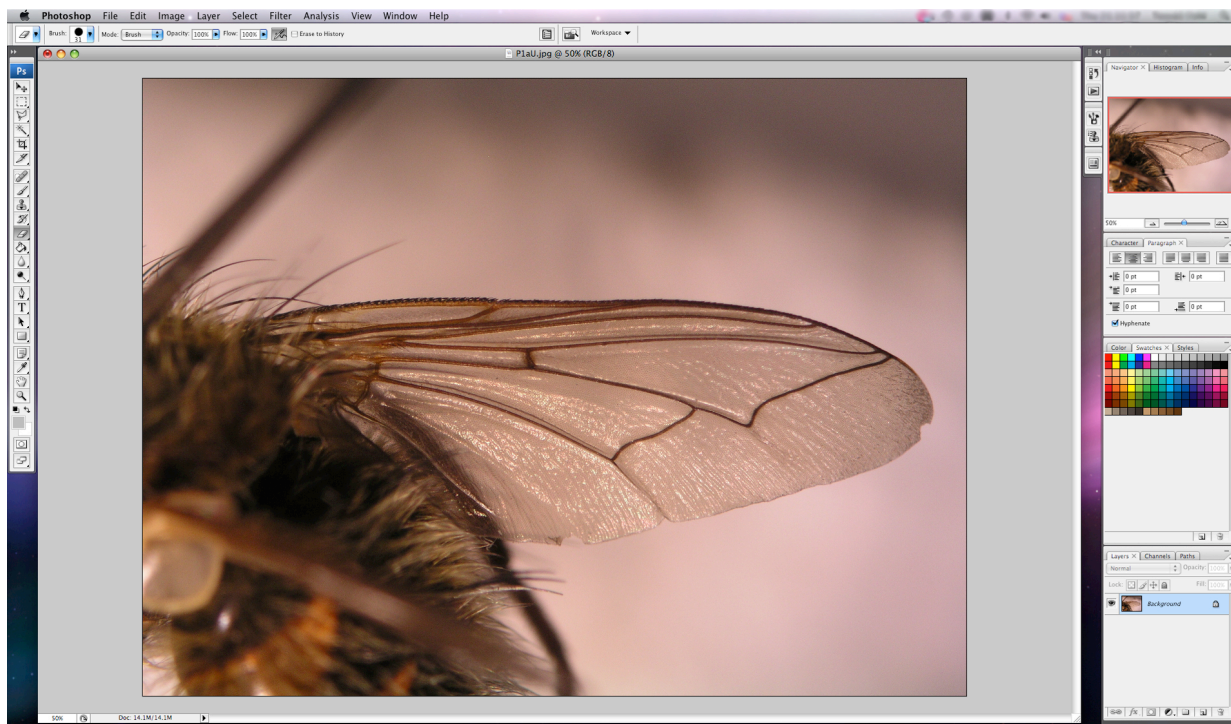 Photoshop File Edit Image Layer Select Filter Analysis View Window Help
Brush: 31 Mode: Brush Opacity: 100% Flow: 100% Erase to History Workspace
P1aU.jpg @ 50% (RGB/8)
Ps
Navigator × Histogram Info
50%
Character Paragraph ×
0 pt 0 pt
0 pt
0 pt 0 pt
Hyphenate
Color Swatches × Styles
Layers × Channels Paths
Normal Opacity: 100%
Lock: Fill: 100%
Background
50% Doc: 14.1M/14.1M